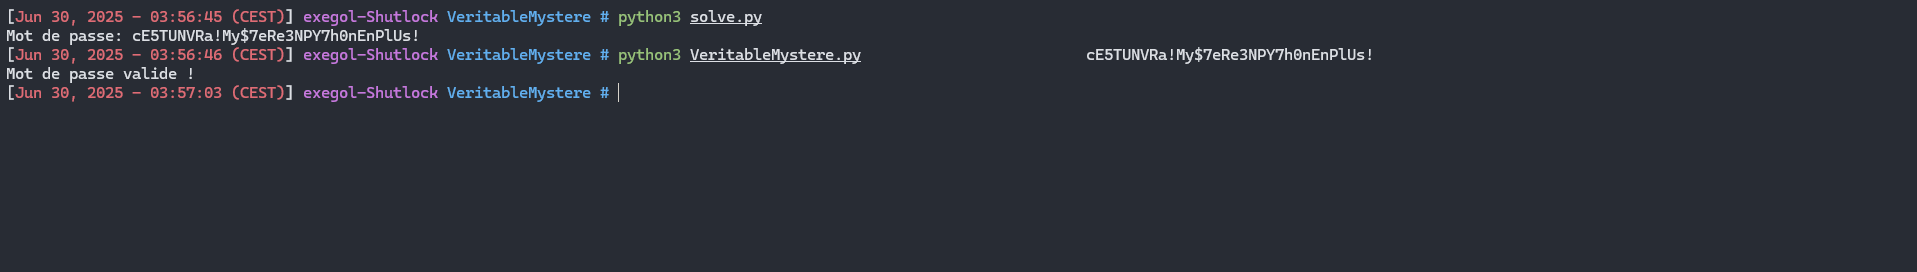 [Jun 30, 2025 - 03:56:45 (CEST)] exegol-Shutlock VeritableMystere # python3 solve.py
Mot de passe: cE5TUNVRa!My$7eRe3NPY7h0nEnPlUs!
[Jun 30, 2025 - 03:56:46 (CEST)] exegol-Shutlock VeritableMystere # python3 VeritableMystere.py cE5TUNVRa!My$7eRe3NPY7h0nEnPlUs!
Mot de passe valide !
[Jun 30, 2025 - 03:57:03 (CEST)] exegol-Shutlock VeritableMystere #